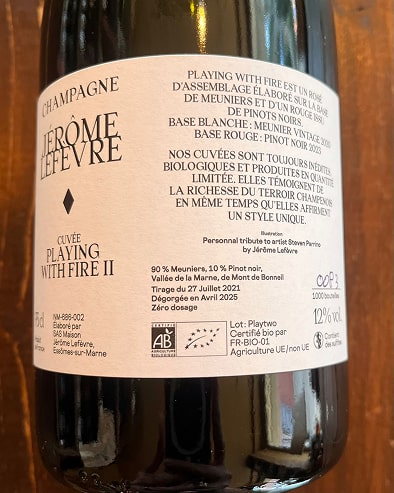 CHAMPAGNE
JÉRÔME
LEFÈVRE
CUVÉE
PLAYING
WITH FIRE II
NM-686-002
Elaboré par
SAS Maison
Jérôme Lefèvre,
Essômes-sur-Marne
PLAYING WITH FIRE EST UN ROSÉ
D'ASSEMBLAGE ÉLABORÉ SUR LA BASE
DE MEUNIERS ET D'UN ROUGE ISSU
DE PINOTS NOIRS.
BASE BLANCHE : MEUNIER VINTAGE 2020
BASE ROUGE : PINOT NOIR
NOS CUVÉES SONT TOUJOURS INÉDITES,
BIOLOGIQUES ET PRODUITES EN QUANTITÉ
LIMITÉE. ELLES TÉMOIGNENT DE
LA RICHESSE DU TERROIR CHAMPENOIS
EN MÊME TEMPS QU'ELLES AFFIRMENT
UN STYLE UNIQUE.
Illustration
Personnal tribute to artist Steven Parrino
by Jérôme Lefèvre
90 % Meuniers, 10 % Pinot noir,
Vallée de la Marne, de Mont de Bonneil
Tirage du 27 Juillet 2021
Dégorgée en Avril 2025
Zéro dosage
1000 bouteilles
AB
AGRICULTURE
BIOLOGIQUE
Lot : Playtwo
Certifié bio par
FR-BIO-01
Agriculture UE/non UE
12% vol.
Contient
des sulfites